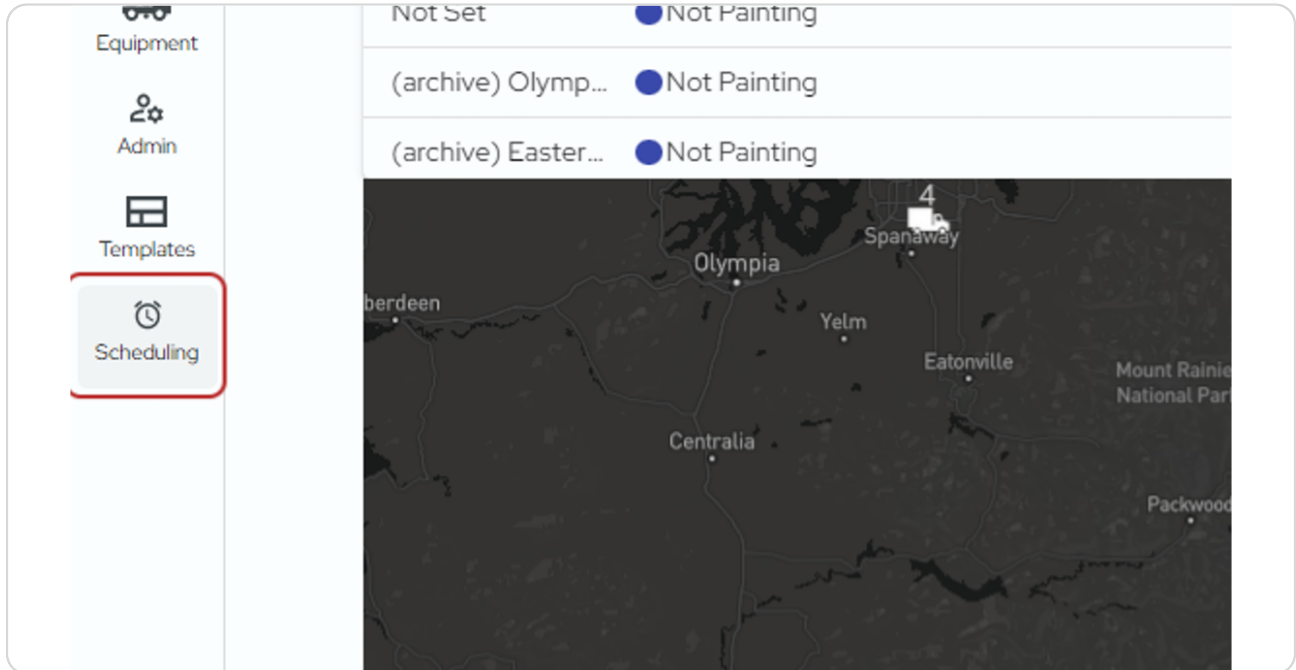 Equipment
Admin
Templates
Scheduling
Not Set Not Painting
(archive) Olymp... Not Painting
(archive) Easter... Not Painting
4
Spanaway
Olympia
berdeen
Yelm
Eatonville
Mount Rainie
National Par
Centralia
Packwood